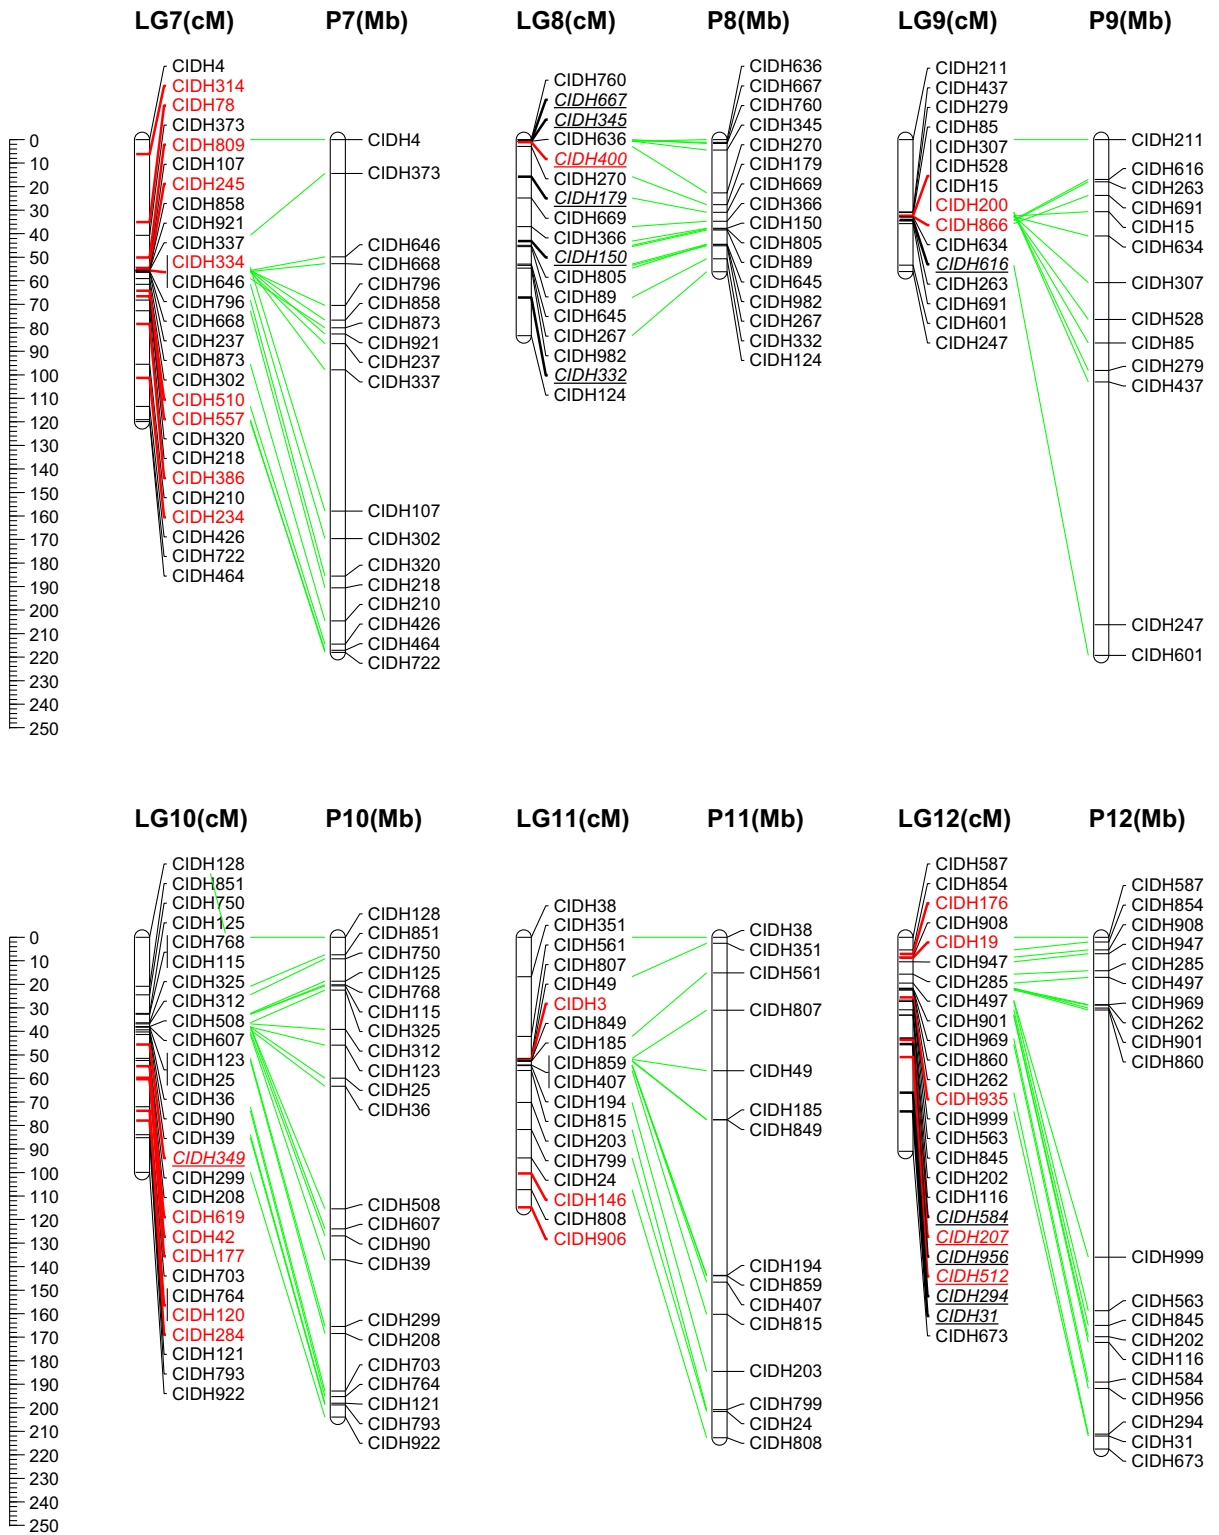 LG7(cM)
P7(Mb)
LG8(cM)
P8(Mb)
LG9(cM)
P9(Mb)
0
10
20
30
40
50
60
70
80
90
100
110
120
130
140
150
160
170
180
190
200
210
220
230
240
250
CIDH4
CIDH314
CIDH78
CIDH373
CIDH809
CIDH107
CIDH245
CIDH858
CIDH921
CIDH337
CIDH334
CIDH646
CIDH796
CIDH668
CIDH237
CIDH873
CIDH302
CIDH510
CIDH557
CIDH320
CIDH218
CIDH386
CIDH210
CIDH234
CIDH426
CIDH722
CIDH464
CIDH4
CIDH373
CIDH646
CIDH668
CIDH796
CIDH858
CIDH873
CIDH921
CIDH237
CIDH337
CIDH107
CIDH302
CIDH320
CIDH218
CIDH210
CIDH426
CIDH464
CIDH722
CIDH760
CIDH667
CIDH345
CIDH636
CIDH400
CIDH270
CIDH179
CIDH669
CIDH366
CIDH150
CIDH805
CIDH89
CIDH645
CIDH267
CIDH982
CIDH332
CIDH124
CIDH636
CIDH667
CIDH760
CIDH345
CIDH270
CIDH179
CIDH669
CIDH366
CIDH150
CIDH805
CIDH89
CIDH645
CIDH982
CIDH267
CIDH332
CIDH124
CIDH211
CIDH437
CIDH279
CIDH85
CIDH307
CIDH528
CIDH15
CIDH200
CIDH866
CIDH634
CIDH616
CIDH263
CIDH691
CIDH601
CIDH247
CIDH211
CIDH616
CIDH263
CIDH691
CIDH15
CIDH634
CIDH307
CIDH528
CIDH85
CIDH279
CIDH437
CIDH247
CIDH601
LG10(cM)
P10(Mb)
LG11(cM)
P11(Mb)
LG12(cM)
P12(Mb)
0
10
20
30
40
50
60
70
80
90
100
110
120
130
140
150
160
170
180
190
200
210
220
230
240
250
CIDH128
CIDH851
CIDH750
CIDH125
CIDH768
CIDH115
CIDH325
CIDH312
CIDH508
CIDH607
CIDH123
CIDH25
CIDH36
CIDH90
CIDH39
CIDH349
CIDH299
CIDH208
CIDH619
CIDH42
CIDH177
CIDH703
CIDH764
CIDH120
CIDH284
CIDH121
CIDH793
CIDH922
CIDH128
CIDH851
CIDH750
CIDH125
CIDH768
CIDH115
CIDH325
CIDH312
CIDH123
CIDH25
CIDH36
CIDH508
CIDH607
CIDH90
CIDH39
CIDH299
CIDH208
CIDH703
CIDH764
CIDH121
CIDH793
CIDH922
CIDH38
CIDH351
CIDH561
CIDH807
CIDH49
CIDH3
CIDH849
CIDH185
CIDH859
CIDH407
CIDH194
CIDH815
CIDH203
CIDH799
CIDH24
CIDH146
CIDH808
CIDH906
CIDH38
CIDH351
CIDH561
CIDH807
CIDH49
CIDH185
CIDH849
CIDH194
CIDH859
CIDH407
CIDH815
CIDH203
CIDH799
CIDH24
CIDH808
CIDH587
CIDH854
CIDH176
CIDH908
CIDH19
CIDH947
CIDH285
CIDH497
CIDH901
CIDH969
CIDH860
CIDH262
CIDH935
CIDH999
CIDH563
CIDH845
CIDH202
CIDH116
CIDH584
CIDH207
CIDH956
CIDH512
CIDH294
CIDH31
CIDH673
CIDH587
CIDH854
CIDH908
CIDH947
CIDH285
CIDH497
CIDH969
CIDH262
CIDH901
CIDH860
CIDH999
CIDH563
CIDH845
CIDH202
CIDH116
CIDH584
CIDH956
CIDH294
CIDH31
CIDH673